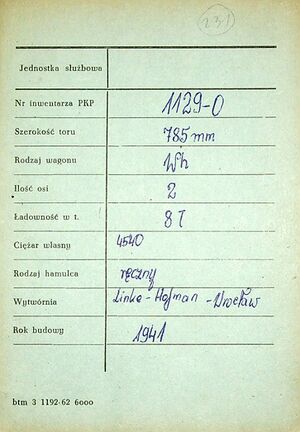 231
Jednostka służbowa
Nr inwentarza PKP 1129-0
Szerokość toru 785 mm
Rodzaj wagonu Wh
Ilość osi 2
Ładowność w t. 8T
Ciężar własny 4540
Rodzaj hamulca ręczny
Wytwórnia Linke-Hofman-Wrocław
Rok budowy 1941
btm 3 1192-62 6000